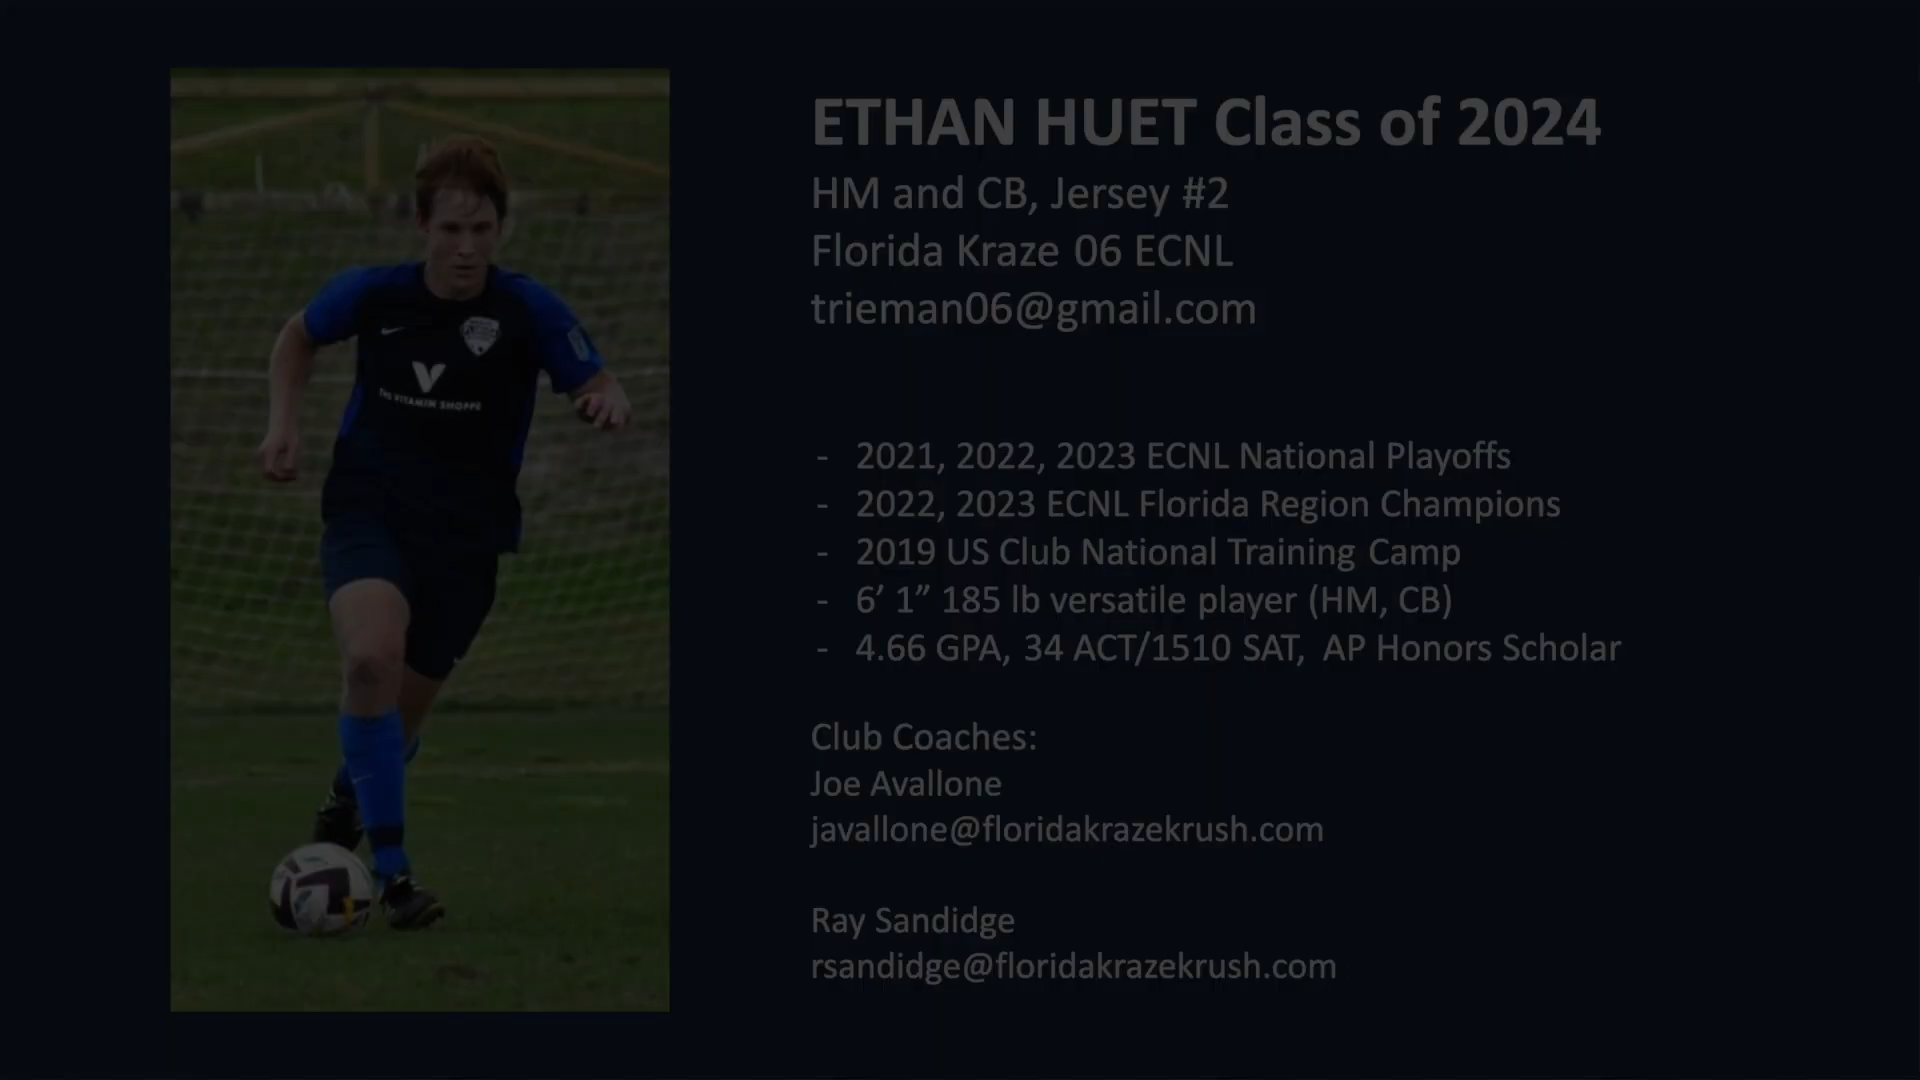 ETHAN HUET Class of 2024
HM and CB, Jersey #2
Florida Kraze 06 ECNL
trieman06@gmail.com
- 2021, 2022, 2023 ECNL National Playoffs
- 2022, 2023 ECNL Florida Region Champions
- 2019 US Club National Training Camp
- 6’ 1” 185 lb versatile player (HM, CB)
- 4.66 GPA, 34 ACT/1510 SAT, AP Honors Scholar
Club Coaches:
Joe Avallone
javallone@floridakrazekrush.com
Ray Sandidge
rsandidge@floridakrazekrush.com
THE VITAMIN SHOPPE